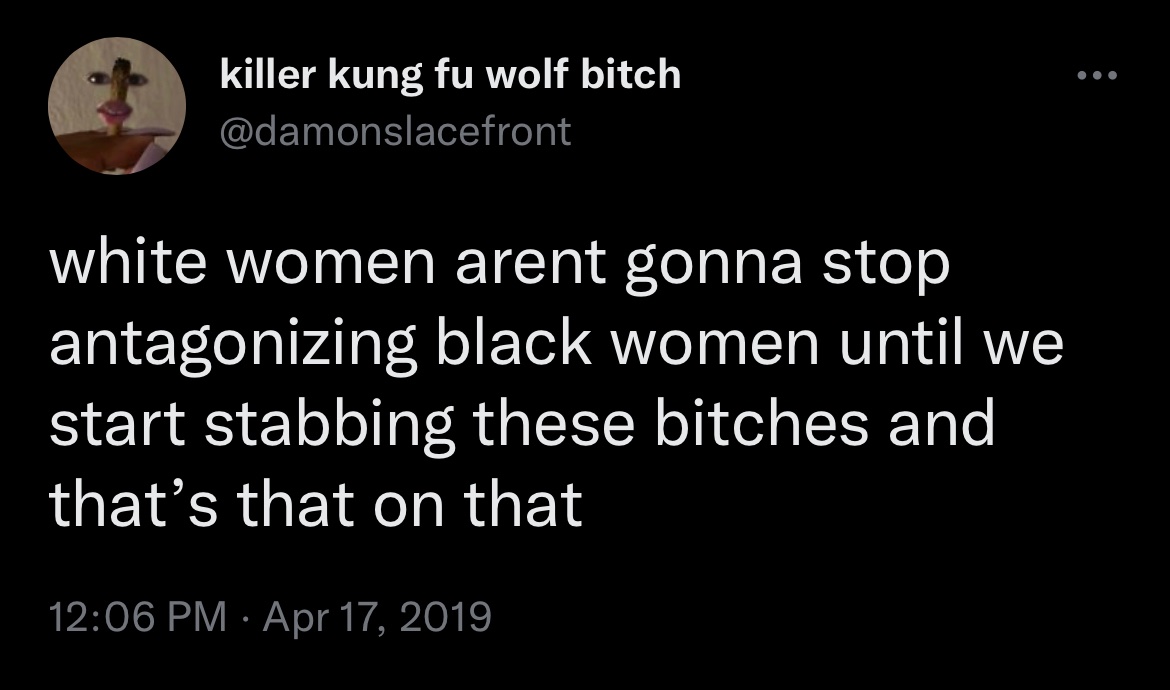 killer kung fu wolf bitch
@damonslacefront
white women arent gonna stop
antagonizing black women until we
start stabbing these bitches and
that’s that on that
12:06 PM · Apr 17, 2019